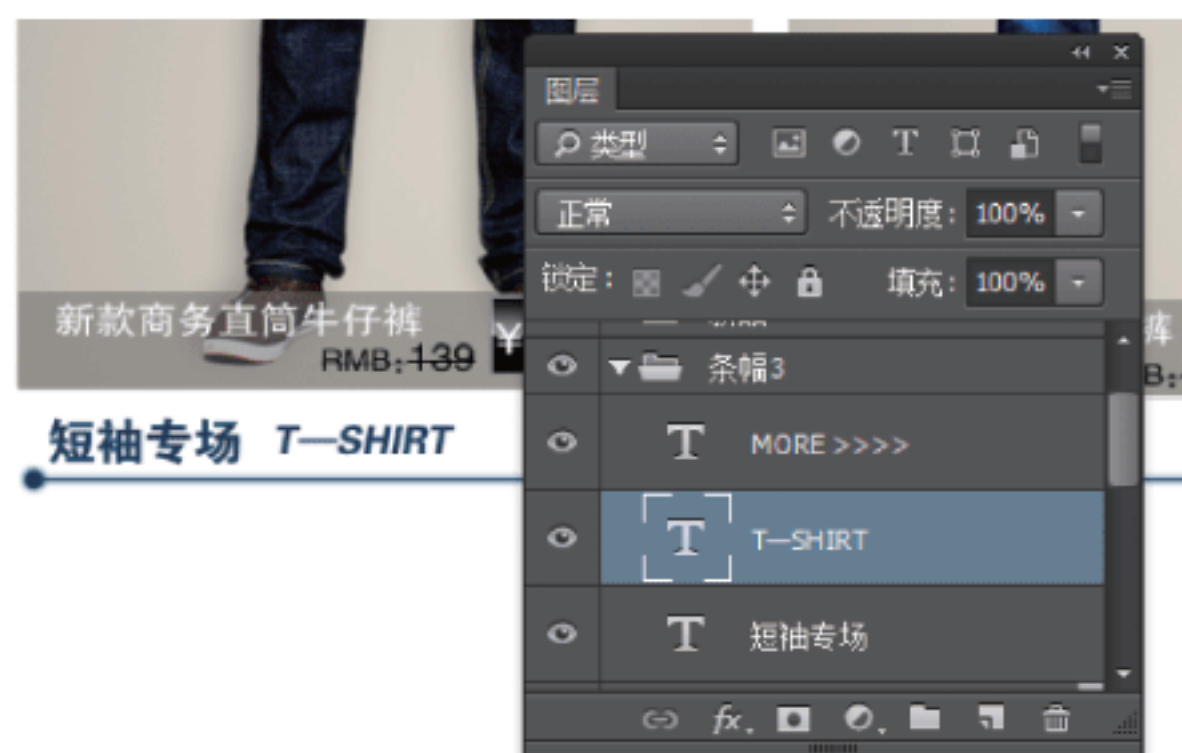 图层
类型
正常 不透明度: 100%
锁定: 填充: 100%
新款商务直筒牛仔裤
RMB:139 ¥
裤
B:
条幅3
MORE >>>>
短袖专场 T—SHIRT
T—SHIRT
短袖专场
fx.